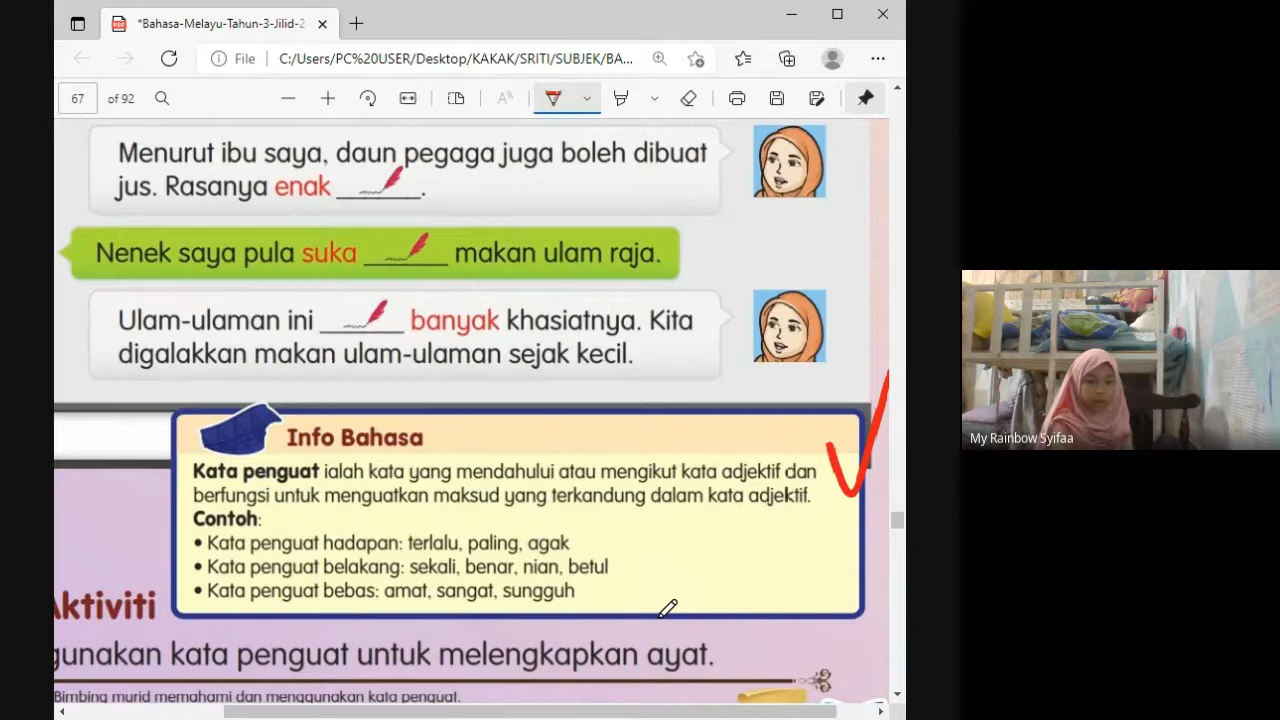 *Bahasa-Melayu-Tahun-3-Jilid-2
File C:/Users/PC%20USER/Desktop/KAKAK/SRITI/SUBJEK/BA...
67 of 92
Menurut ibu saya, daun pegaga juga boleh dibuat
jus. Rasanya enak ________.
Nenek saya pula suka ________ makan ulam raja.
Ulam-ulaman ini ________ banyak khasiatnya. Kita
digalakkan makan ulam-ulaman sejak kecil.
Info Bahasa
Kata penguat ialah kata yang mendahului atau mengikut kata adjektif dan
berfungsi untuk menguatkan maksud yang terkandung dalam kata adjektif.
Contoh:
• Kata penguat hadapan: terlalu, paling, agak
• Kata penguat belakang: sekali, benar, nian, betul
• Kata penguat bebas: amat, sangat, sungguh
Aktiviti
gunakan kata penguat untuk melengkapkan ayat.
Bimbing murid memahami dan menggunakan kata penguat.
My Rainbow Syifaa